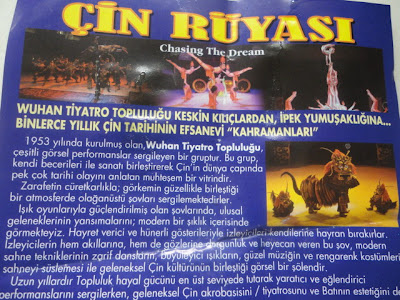 ÇİN RÜYASI
Chasing The Dream
WUHAN TİYATRO TOPLULUĞU KESKİN KILIÇLARDAN, İPEK YUMUŞAKLIĞINA...
BİNLERCE YILLIK ÇİN TARİHİNİN EFSANEVİ "KAHRAMANLARI"
1953 yılında kurulmuş olan, Wuhan Tiyatro Topluluğu,
çeşitli görsel performanslar sergileyen bir gruptur. Bu grup,
kendi becerileri ile sanatı birleştirerek Çin'in dünya çapında
pek çok tarihi olayını anlatan muhteşem bir vitrindir.
Zarafetin cüretkarlıkla; görkemin güzellikle birleştiği
bir atmosferde olağanüstü şovları sergilemektedirler.
Işık oyunlarıyla güçlendirilmiş olan şovlarında, ulusal
geleneklerinin yansımalarını; modern bir şıklık içerisinde
görmekteyiz. Hayret verici ve hünerli gösterileriyle izleyicileri kendilerine hayran bırakırlar.
İzleyicilerin hem akıllarına, hem de gözlerine durgunluk ve heyecan veren bu şov, modern
sahne tekniklerinin zarif dansların, büyüleyici ışıkların, güzel müziğin ve rengarenk kostümleri
sahneyi süslemesi ile geleneksel Çin kültürünün birleştiği görsel bir şölendir.
Uzun yıllardır Topluluk hayal gücünü en üst seviyede tutarak yaratıcı ve eğlendirici
performanslarını sergilerken, geleneksel Çin akrobasisini / tiyatrosunu ve Batının estetiğini de